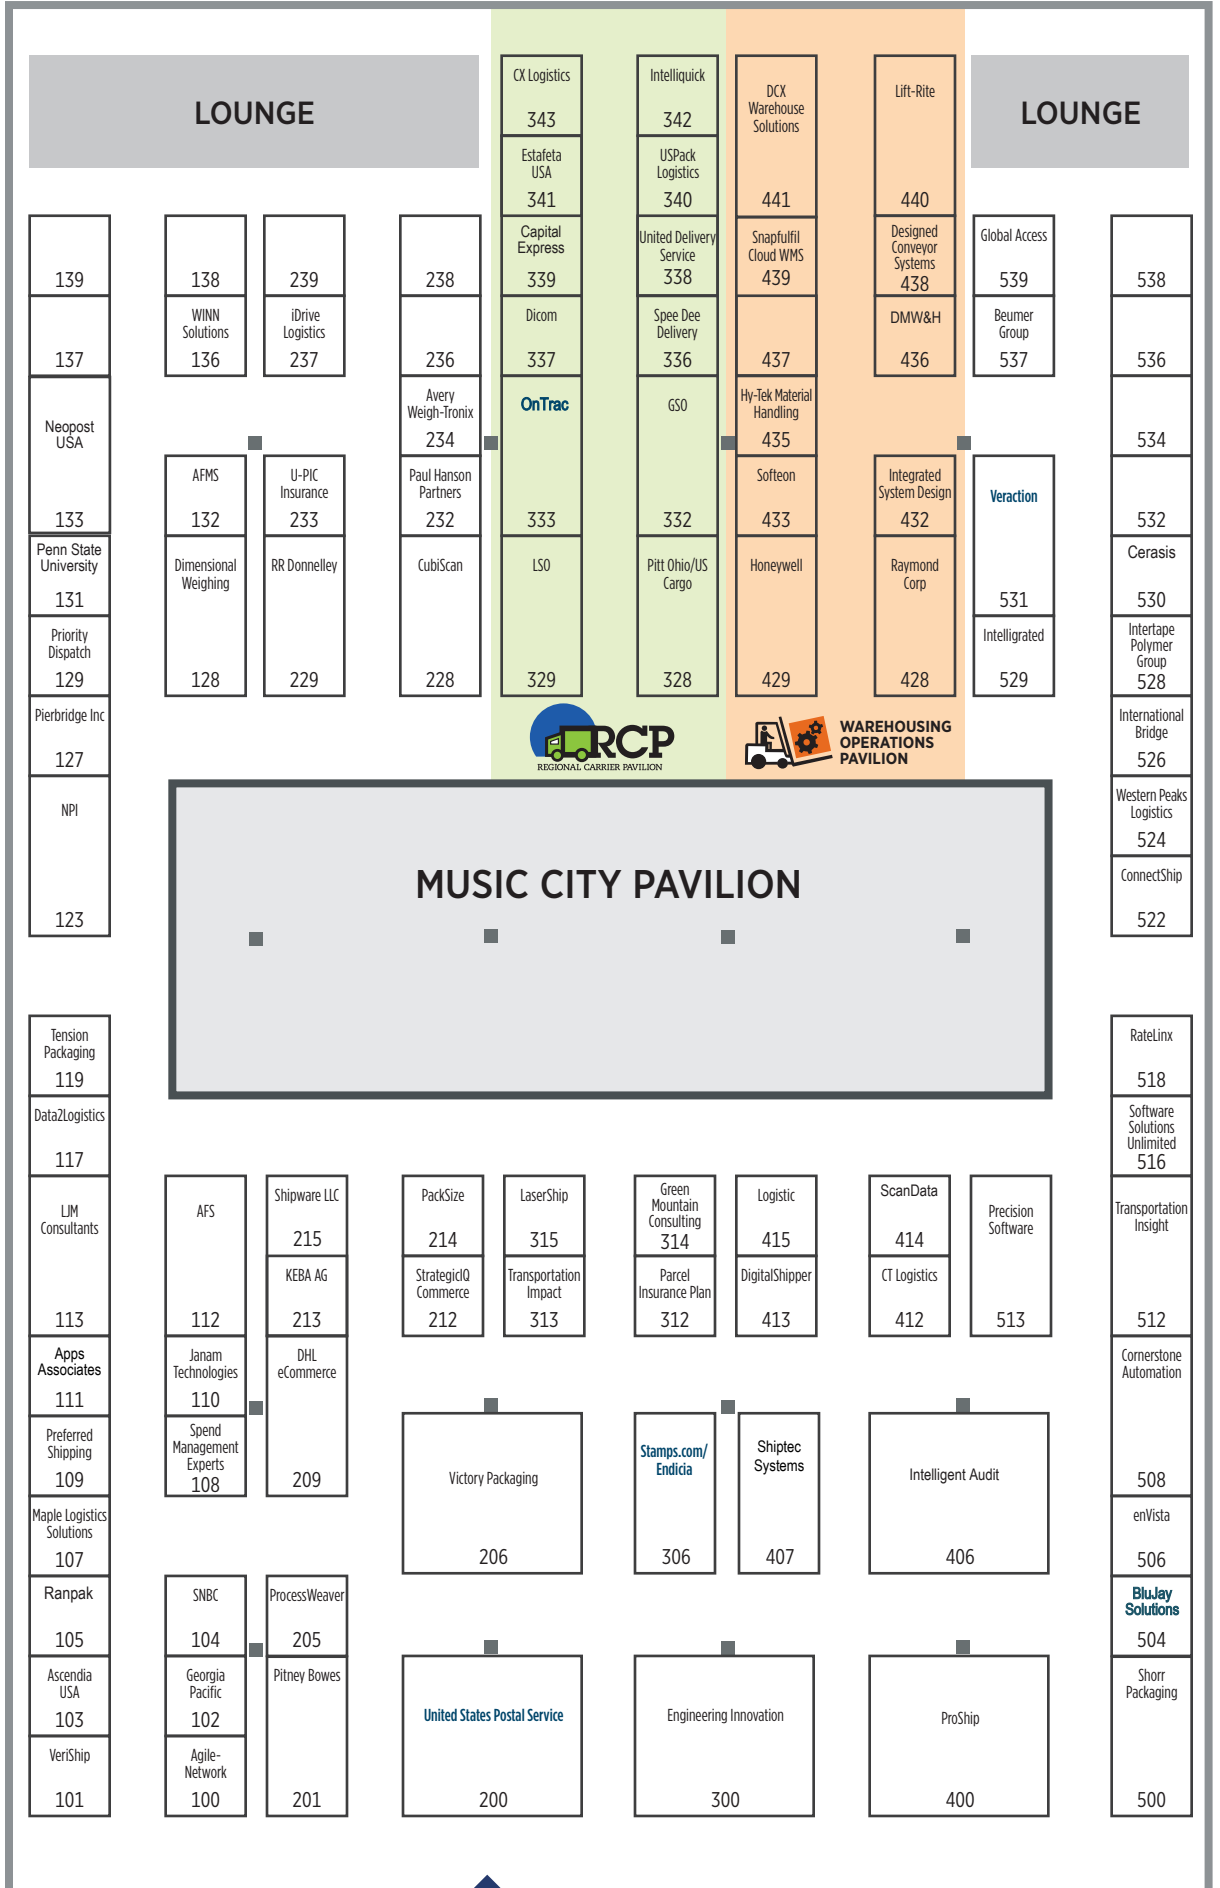 LOUNGE
LOUNGE
CX Logistics
343
Intelliquick
342
DCX
Warehouse
Solutions
441
Lift-Rite
440
Estafeta
USA
341
USPack
Logistics
340
139
138
239
238
Capital
Express
339
United Delivery
Service
338
Snapfulfil
Cloud WMS
439
Designed
Conveyor
Systems
438
Global Access
539
538
137
WINN
Solutions
136
iDrive
Logistics
237
236
Dicom
337
Spee Dee
Delivery
336
437
DMW&H
436
Beumer
Group
537
536
Neopost
USA
133
Avery
Weigh-Tronix
234
OnTrac
333
GSO
332
Hy-Tek Material
Handling
435
534
AFMS
132
U-PIC
Insurance
233
Paul Hanson
Partners
232
Softeon
433
Integrated
System Design
432
Veraction
531
532
Penn State
University
131
Dimensional
Weighing
128
RR Donnelley
229
CubiScan
228
LSO
329
Pitt Ohio/US
Cargo
328
Honeywell
429
Raymond
Corp
428
Cerasis
530
Priority
Dispatch
129
Intelligrated
529
Intertape
Polymer
Group
528
Pierbridge Inc
127
RCP
REGIONAL CARRIER PAVILION
WAREHOUSING
OPERATIONS
PAVILION
International
Bridge
526
NPI
123
MUSIC CITY PAVILION
Western Peaks
Logistics
524
ConnectShip
522
Tension
Packaging
119
RateLinx
518
Data2Logistics
117
Software
Solutions
Unlimited
516
LJM
Consultants
113
AFS
112
Shipware LLC
215
PackSize
214
LaserShip
315
Green
Mountain
Consulting
314
Logistic
415
ScanData
414
Precision
Software
513
Transportation
Insight
512
KEBA AG
213
StrategicIQ
Commerce
212
Transportation
Impact
313
Parcel
Insurance Plan
312
DigitalShipper
413
CT Logistics
412
Apps
Associates
111
Janam
Technologies
110
DHL
eCommerce
209
Cornerstone
Automation
508
Preferred
Shipping
109
Spend
Management
Experts
108
Victory Packaging
206
Stamps.com/
Endicia
306
Shiptec
Systems
407
Intelligent Audit
406
Maple Logistics
Solutions
107
enVista
506
Ranpak
105
SNBC
104
ProcessWeaver
205
BluJay
Solutions
504
Ascendia
USA
103
Georgia
Pacific
102
Pitney Bowes
201
United States Postal Service
200
Engineering Innovation
300
ProShip
400
Shorr
Packaging
500
VeriShip
101
Agile-
Network
100